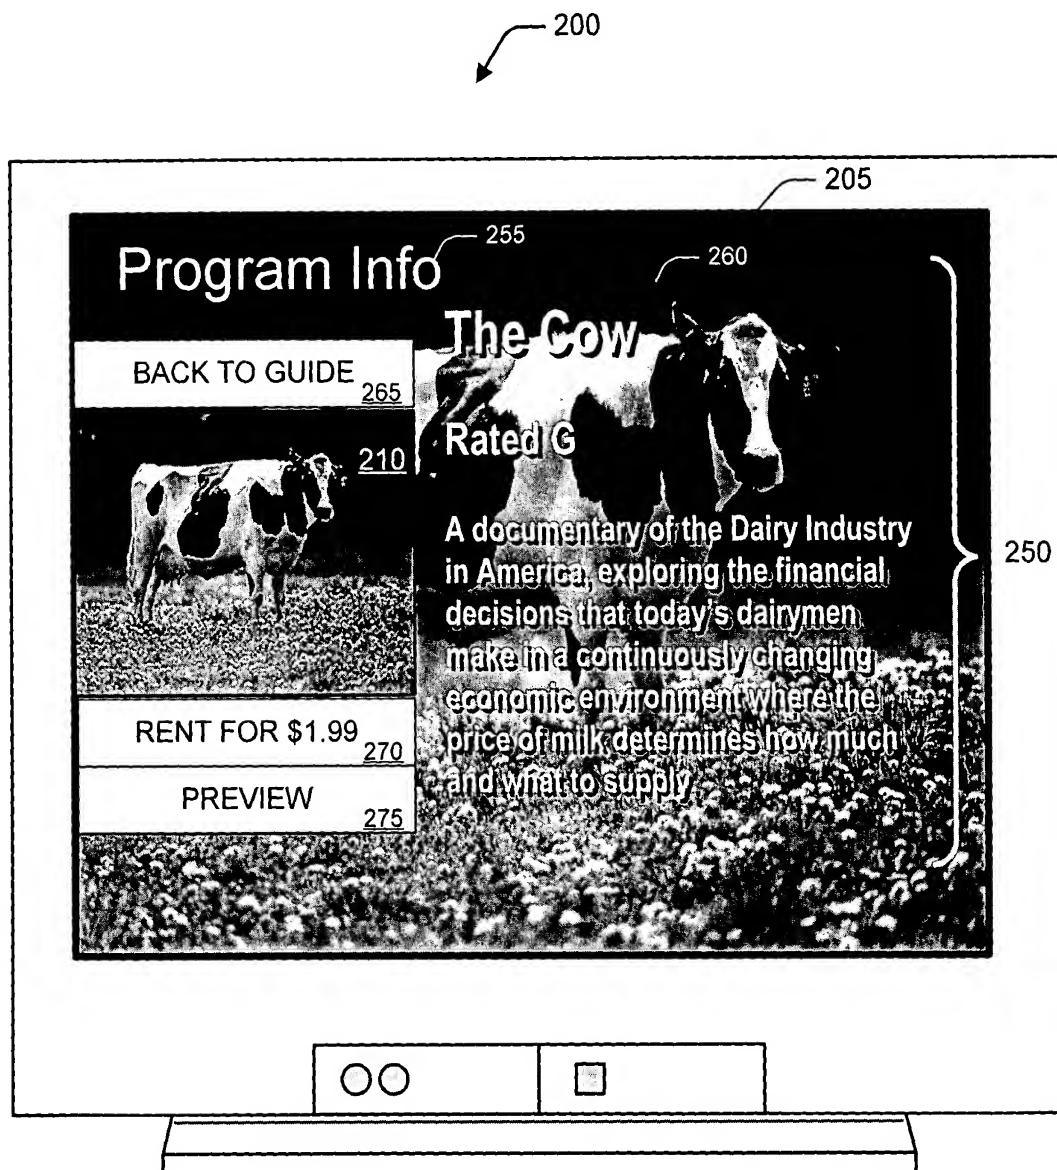 200
205
Program Info
255
260
The Cow
BACK TO GUIDE
265
Rated G
210
A documentary of the Dairy Industry
in America, exploring the financial
decisions that today's dairymen
make in a continuously changing
economic environment where the
price of milk determines how much
and what to supply
250
RENT FOR $1.99
270
PREVIEW
275